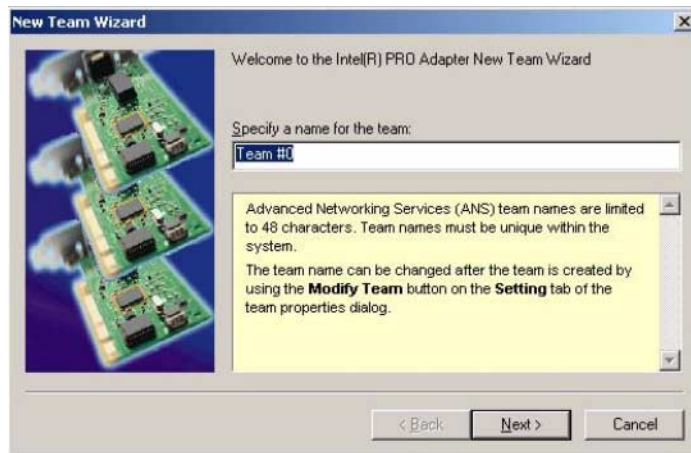 New Team Wizard
Welcome to the Intel(R) PRO Adapter New Team Wizard
Specify a name for the team:
Team #0
Advanced Networking Services (ANS) team names are limited
to 48 characters. Team names must be unique within the
system.
The team name can be changed after the team is created by
using the Modify Team button on the Setting tab of the
team properties dialog.
< Back
Next >
Cancel